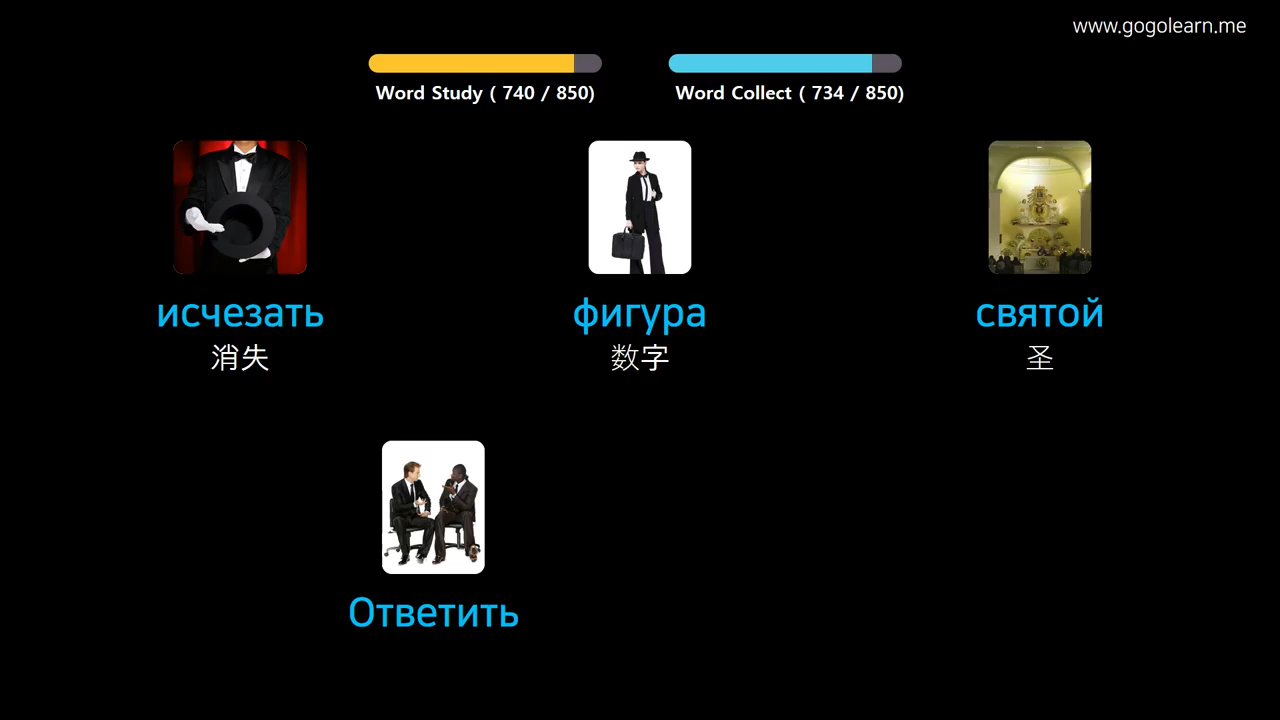 www.gogolearn.me
Word Study ( 740 / 850)
Word Collect ( 734 / 850)
исчезать
фигура
святой
消失
数字
圣
Ответить